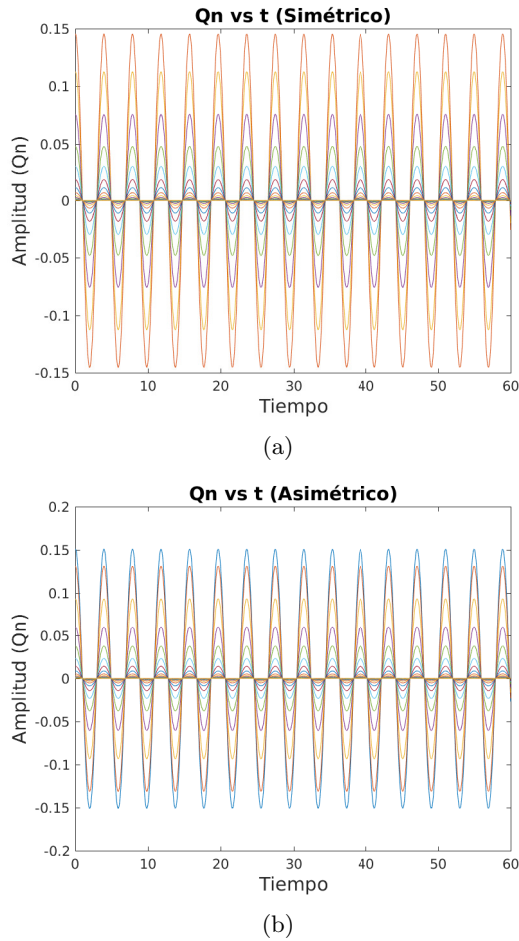 Qn vs t (Simétrico)
0.15
0.1
0.05
0
-0.05
-0.1
-0.15
Amplitud (Qn)
0 10 20 30 40 50 60
Tiempo
(a)
Qn vs t (Asimétrico)
0.2
0.15
0.1
0.05
0
-0.05
-0.1
-0.15
-0.2
Amplitud (Qn)
0 10 20 30 40 50 60
Tiempo
(b)